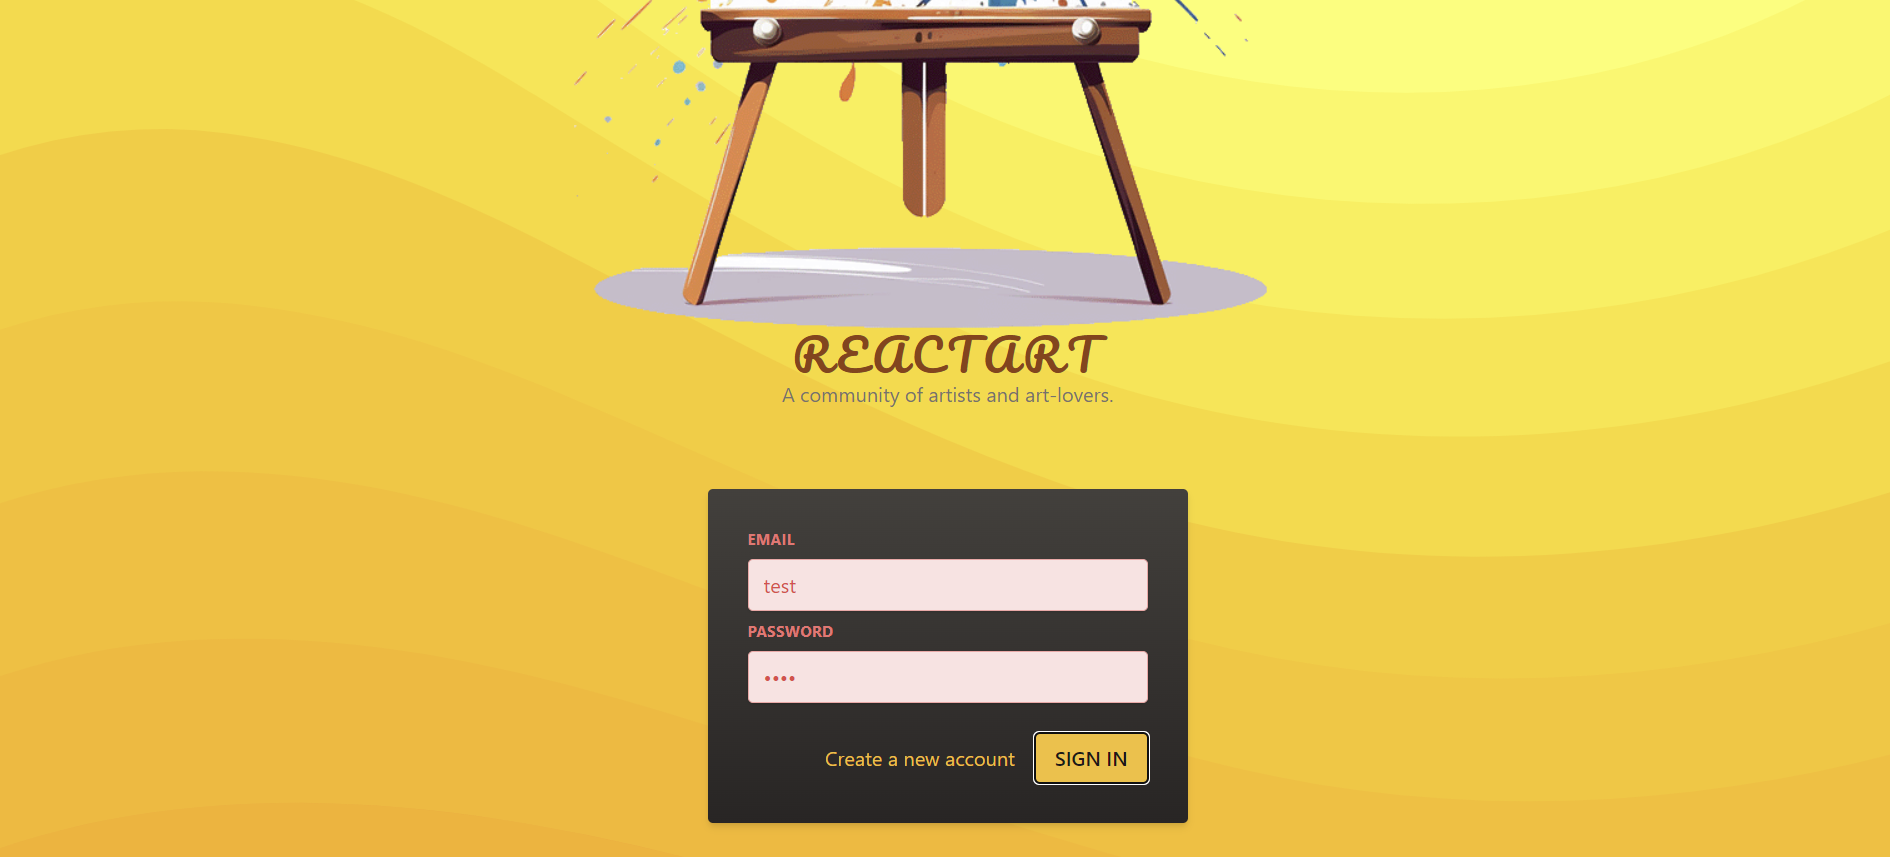 REACTART
A community of artists and art-lovers.
EMAIL
test
PASSWORD
••••
Create a new account
SIGN IN